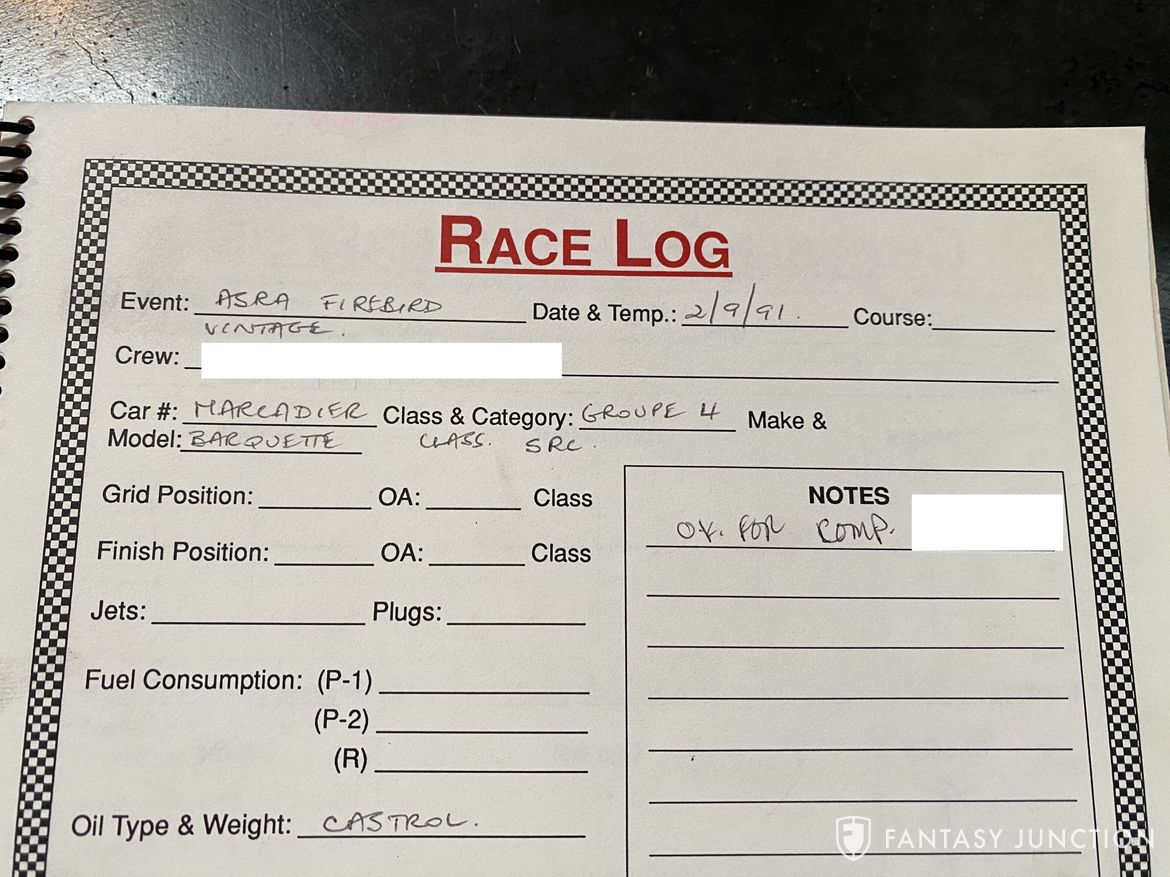 RACE LOG
Event: ASRA FIREBIRD Date & Temp.: 2/9/91. Course:
VINTAGE.
Crew:
Car #: MARCADIER Class & Category: GROUPE 4 Make &
Model: BARQUETTE CLASS. SRC.
Grid Position: OA: Class
NOTES
OK. FOR COMP.
Finish Position: OA: Class
Jets: Plugs:
Fuel Consumption: (P-1)
(P-2)
(R)
Oil Type & Weight: CASTROL.
FANTASY JUNCTION